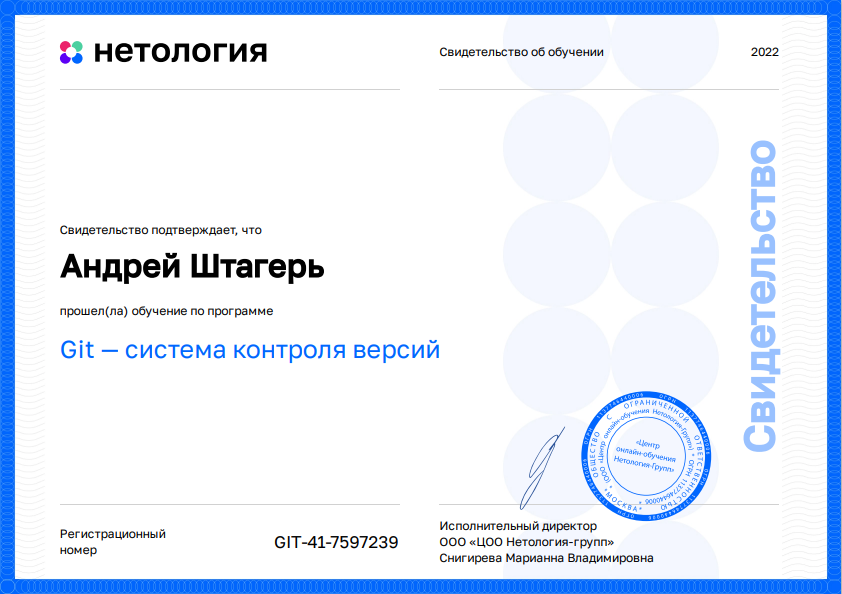 нетология
Свидетельство об обучении
2022
Свидетельство подтверждает, что
Андрей Штагерь
прошел(ла) обучение по программе
Git — система контроля версий
Свидетельство
ОБЩЕСТВО С ОГРАНИЧЕННОЙ ОТВЕТСТВЕННОСТЬЮ
*МОСКВА*
ООО «Центр онлайн-обучения Нетология-Групп»
«Центр
онлайн-обучения
Нетология-Групп»
Регистрационный
номер
GIT-41-7597239
Исполнительный директор
ООО «ЦОО Нетология-групп»
Снигирева Марианна Владимировна